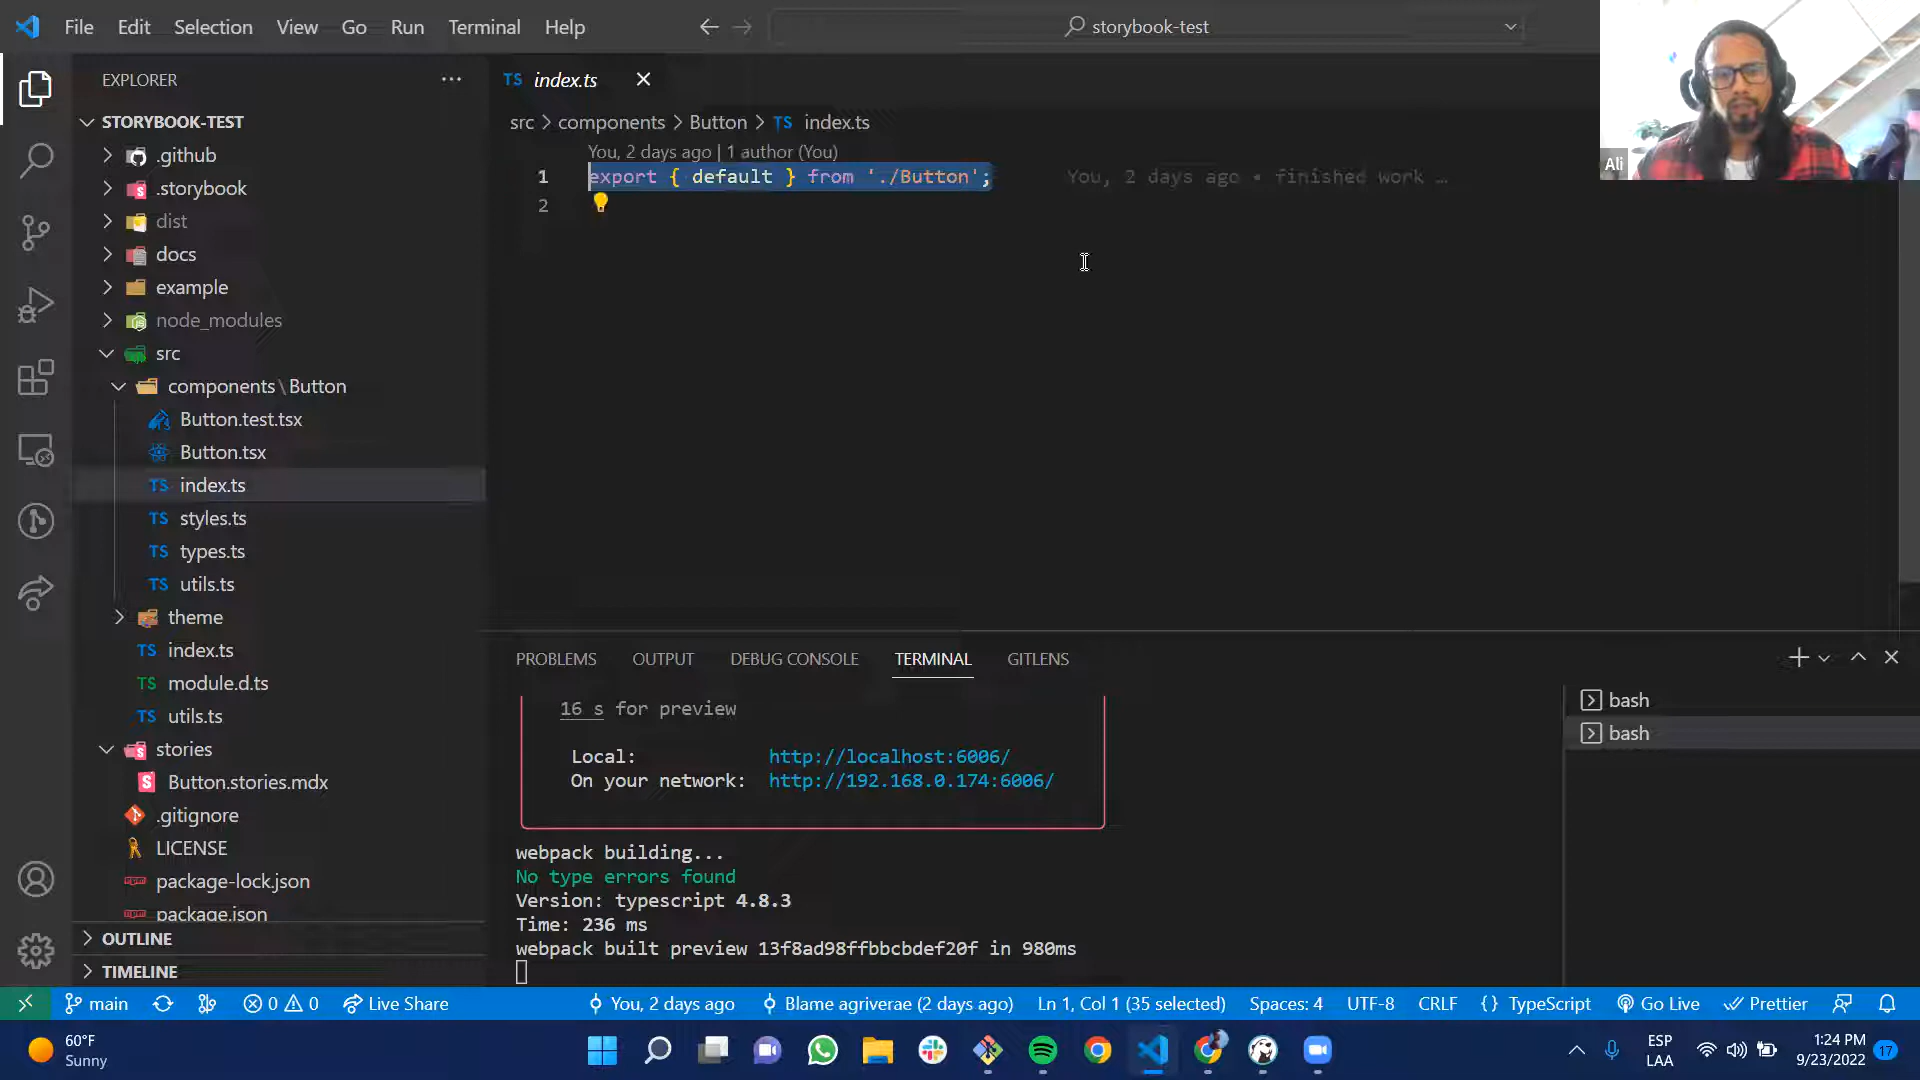 File Edit Selection View Go Run Terminal Help
storybook-test
EXPLORER
STORYBOOK-TEST
.github
.storybook
dist
docs
example
node_modules
src
components\Button
Button.test.tsx
Button.tsx
index.ts
styles.ts
types.ts
utils.ts
theme
index.ts
module.d.ts
utils.ts
stories
Button.stories.mdx
.gitignore
LICENSE
package-lock.json
package.json
OUTLINE
TIMELINE
TS index.ts
src > components > Button > TS index.ts
You, 2 days ago | 1 author (You)
1 export { default } from './Button'; You, 2 days ago • finished work …
2
Ali
PROBLEMS OUTPUT DEBUG CONSOLE TERMINAL GITLENS
16 s for preview
Local: http://localhost:6006/
On your network: http://192.168.0.174:6006/
webpack building...
No type errors found
Version: typescript 4.8.3
Time: 236 ms
webpack built preview 13f8ad98ffbbcbdef20f in 980ms
bash
bash
main 0 0 Live Share You, 2 days ago Blame agriverae (2 days ago) Ln 1, Col 1 (35 selected) Spaces: 4 UTF-8 CRLF {} TypeScript Go Live Prettier
60°F
Sunny
ESP
LAA
1:24 PM
9/23/2022
17